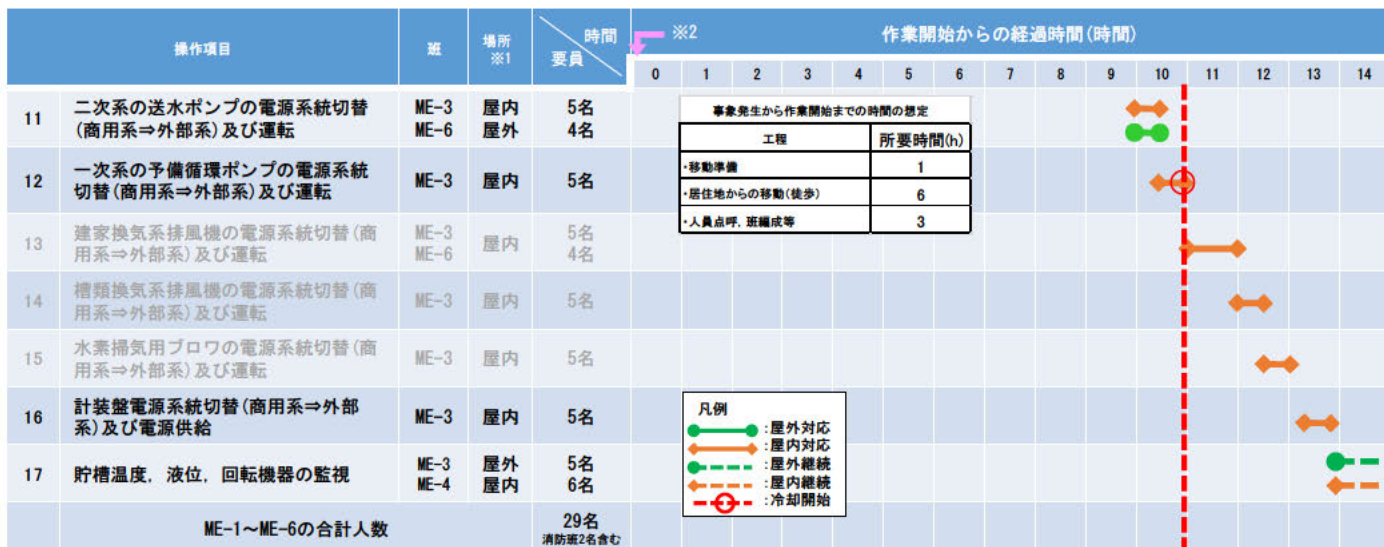 操作項目
班
場所
※1
時間
要員
※2
作業開始からの経過時間(時間)
0 1 2 3 4 5 6 7 8 9 10 11 12 13 14
11
二次系の送水ポンプの電源系統切替
(商用系⇒外部系)及び運転
ME-3
ME-6
屋内
屋外
5名
4名
12
一次系の予備循環ポンプの電源系統
切替(商用系⇒外部系)及び運転
ME-3
屋内
5名
13
建家換気系排風機の電源系統切替(商
用系⇒外部系)及び運転
ME-3
ME-6
屋内
5名
4名
14
槽類換気系排風機の電源系統切替(商
用系⇒外部系)及び運転
ME-3
屋内
5名
15
水素掃気用ブロワの電源系統切替(商
用系⇒外部系)及び運転
ME-3
屋内
5名
16
計装盤電源系統切替(商用系⇒外部
系)及び電源供給
ME-3
屋内
5名
17
貯槽温度，液位，回転機器の監視
ME-3
ME-4
屋外
屋内
5名
6名
ME-1～ME-6の合計人数
29名
消防班2名含む
事象発生から作業開始までの時間の想定
工程
所要時間(h)
・移動準備
1
・居住地からの移動(徒歩)
6
・人員点呼，班編成等
3
凡例
:屋外対応
:屋内対応
:屋外継続
:屋内継続
:冷却開始